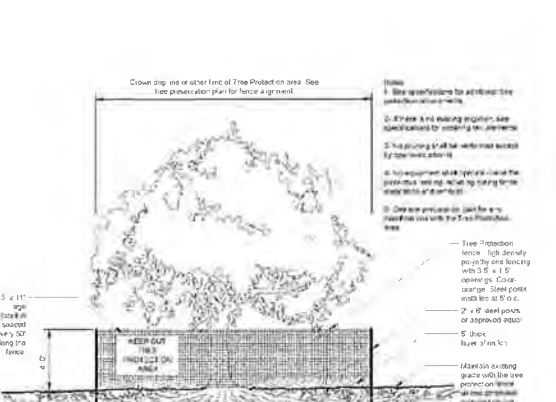 Crown drip line or other limit of Tree Protection area. See
tree preservation plan for fence alignment.
Notes
1- See specifications for additional tree
protection requirements.
2- If there is no existing irrigation, see
specifications for watering requirements.
3- No pruning shall be performed except
by approved arborist.
4- No equipment shall operate inside the
protective fencing including during fence
installation and removal.
5- See site preparation plan for any
modifications with the Tree Protection
area.
Tree Protection
fence: High density
polyethylene fencing
with 3.5" x 1.5"
openings; Color-
orange. Steel posts
installed at 8' o.c.
2" x 6' steel posts
or approved equal
5" thick
layer of mulch
Maintain existing
grade with the tree
protection fence
5" x 11"
sign
spaced
every 50'
along the
fence.
4'-0"
KEEP OUT
TREE
PROTECTION
AREA